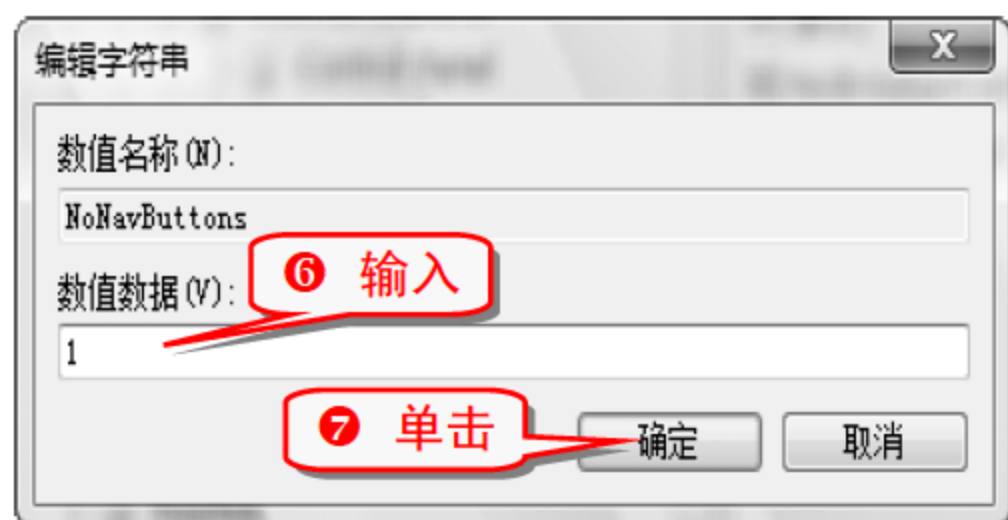 编辑字符串
X
数值名称(N):
NoNavButtons
❻ 输入
数值数据(V):
1
❼ 单击
确定
取消